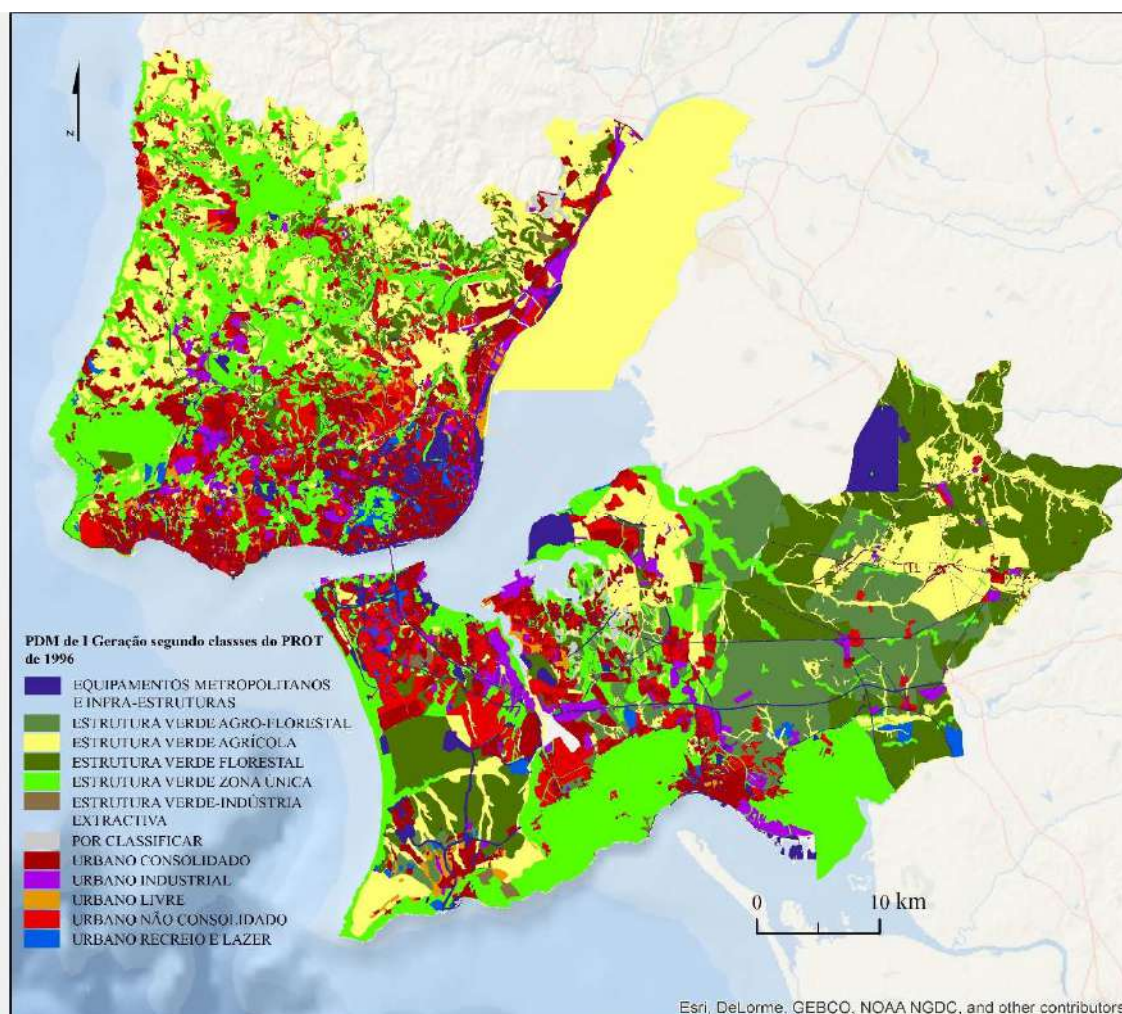 N
PDM de I Geração segundo classses do PROT
de 1996
EQUIPAMENTOS METROPOLITANOS
E INFRA-ESTRUTURAS
ESTRUTURA VERDE AGRO-FLORESTAL
ESTRUTURA VERDE AGRÍCOLA
ESTRUTURA VERDE FLORESTAL
ESTRUTURA VERDE ZONA ÚNICA
ESTRUTURA VERDE-INDÚSTRIA
EXTRACTIVA
POR CLASSIFICAR
URBANO CONSOLIDADO
URBANO INDUSTRIAL
URBANO LIVRE
URBANO NÃO CONSOLIDADO
URBANO RECREIO E LAZER
0 10 km
Esri, DeLorme, GEBCO, NOAA NGDC, and other contributors